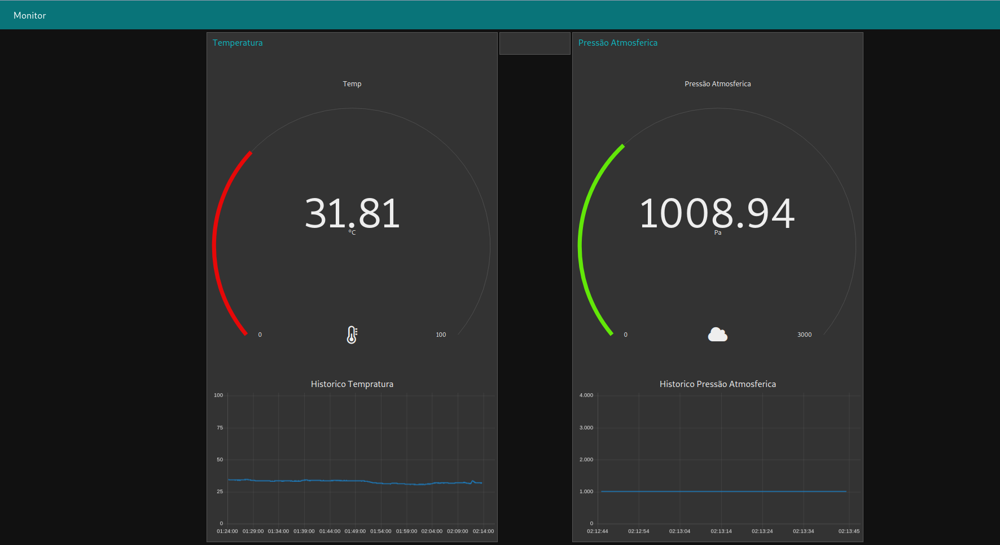 Monitor
Temperatura
Temp
31.81
ºC
0
100
Historico Tempratura
100
75
50
25
0
01:24:00 01:29:00 01:34:00 01:39:00 01:44:00 01:49:00 01:54:00 01:59:00 02:04:00 02:09:00 02:14:00
Pressão Atmosferica
Pressão Atmosferica
1008.94
Pa
0
3000
Historico Pressão Atmosferica
4.000
3.000
2.000
1.000
0
02:12:44 02:12:54 02:13:04 02:13:14 02:13:24 02:13:34 02:13:45